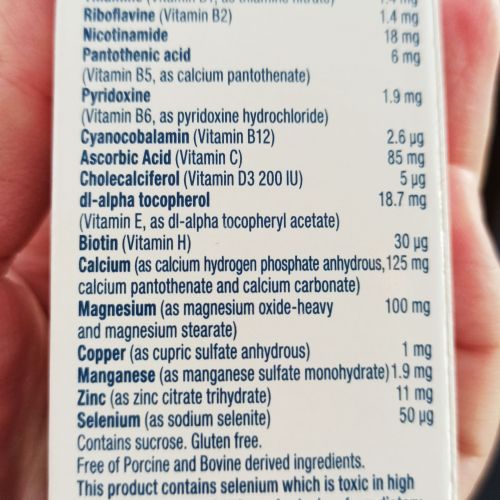 Riboflavine (Vitamin B2) 1.4 mg
Nicotinamide 18 mg
Pantothenic acid 6 mg
(Vitamin B5, as calcium pantothenate)
Pyridoxine 1.9 mg
(Vitamin B6, as pyridoxine hydrochloride)
Cyanocobalamin (Vitamin B12) 2.6 µg
Ascorbic Acid (Vitamin C) 85 mg
Cholecalciferol (Vitamin D3 200 IU) 5 µg
dl-alpha tocopherol 18.7 mg
(Vitamin E, as dl-alpha tocopheryl acetate)
Biotin (Vitamin H) 30 µg
Calcium (as calcium hydrogen phosphate anhydrous, 125 mg
calcium pantothenate and calcium carbonate)
Magnesium (as magnesium oxide-heavy 100 mg
and magnesium stearate)
Copper (as cupric sulfate anhydrous) 1 mg
Manganese (as manganese sulfate monohydrate) 1.9 mg
Zinc (as zinc citrate trihydrate) 11 mg
Selenium (as sodium selenite) 50 µg
Contains sucrose. Gluten free.
Free of Porcine and Bovine derived ingredients.
This product contains selenium which is toxic in high